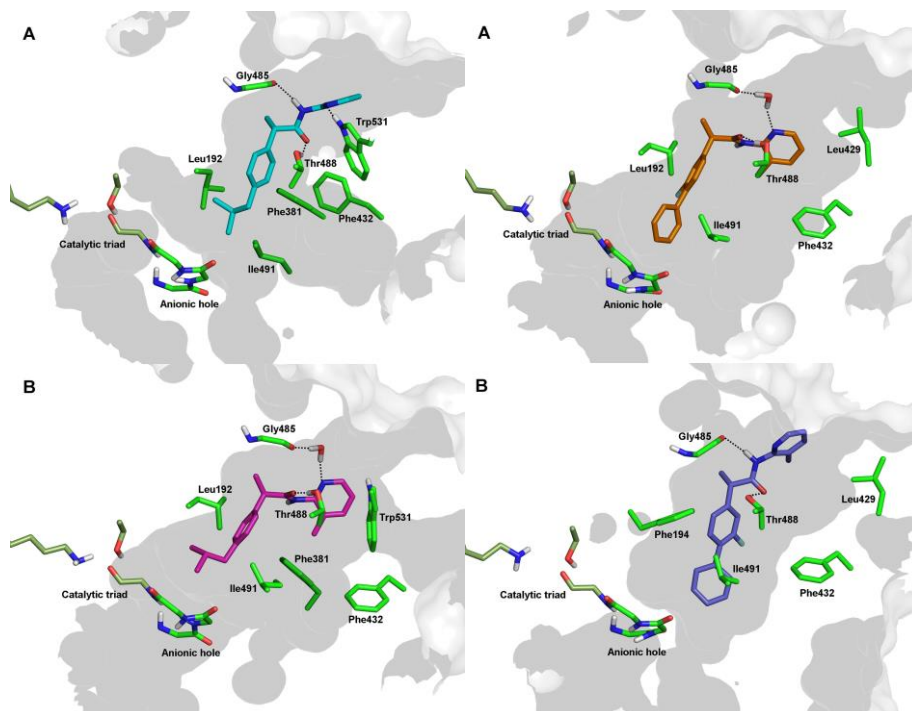 A
Gly485
Trp531
Leu192
Thr488
Phe381
Phe432
Catalytic triad
Ile491
Anionic hole
A
Gly485
Leu429
Leu192
Thr488
Ile491
Catalytic triad
Phe432
Anionic hole
B
Gly485
Leu192
Thr488
Trp531
Phe381
Ile491
Catalytic triad
Phe432
Anionic hole
B
Gly485
Leu429
Phe194
Thr488
Ile491
Catalytic triad
Phe432
Anionic hole